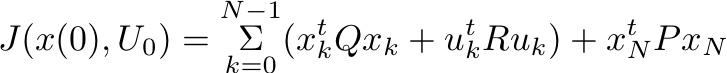 J(x(0), U_0) = \sum_{k=0}^{N-1} (x_k^t Q x_k + u_k^t R u_k) + x_N^t P x_N